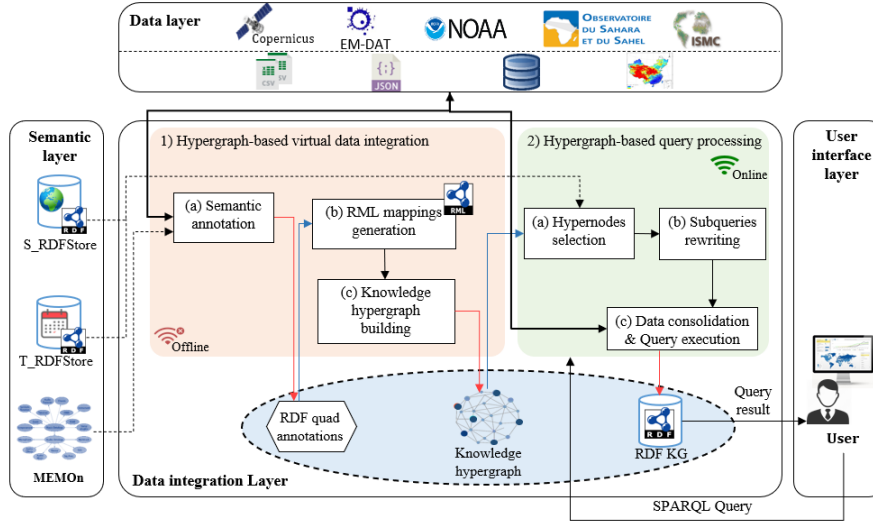 Data layer
Copernicus
EM-DAT
NOAA
OBSERVATOIRE
DU SAHARA
ET DU SAHEL
ISMC
CSV
JSON
Semantic
layer
S_RDFStore
RDF
T_RDFStore
RDF
MEMOn
1) Hypergraph-based virtual data integration
(a) Semantic
annotation
(b) RML mappings
generation
RML
(c) Knowledge
hypergraph
building
Offline
2) Hypergraph-based query processing
Online
(a) Hypernodes
selection
(b) Subqueries
rewriting
(c) Data consolidation
& Query execution
RDF quad
annotations
Knowledge
hypergraph
RDF
RDF KG
Data integration Layer
Query
result
SPARQL Query
User
interface
layer
User